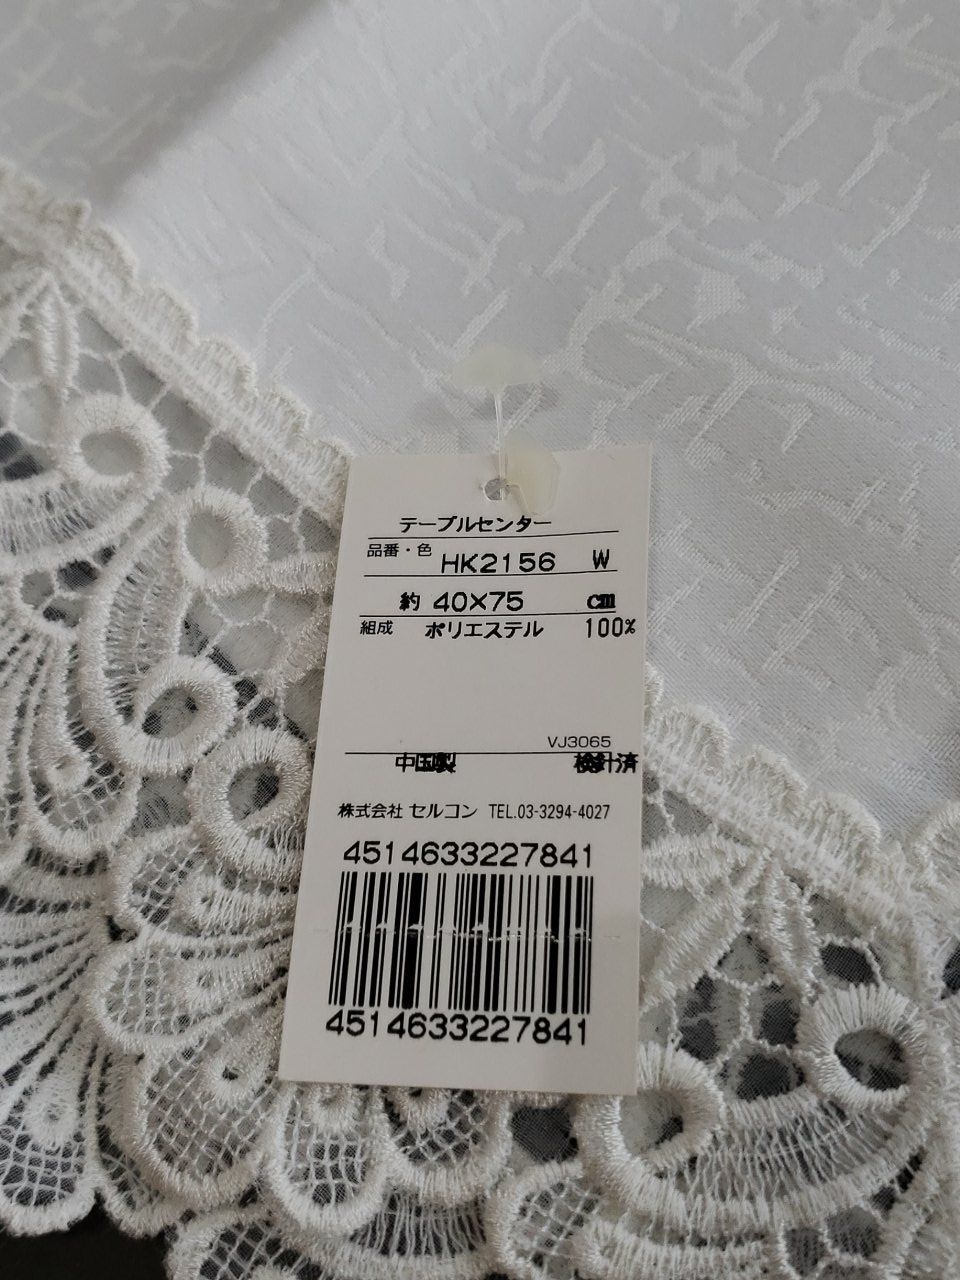 テーブルセンター
品番・色 HK2156 W
約 40×75 cm
組成 ポリエステル 100%
VJ3065
中国製 検針済
株式会社 セルコン TEL.03-3294-4027
4514633227841
4514633227841